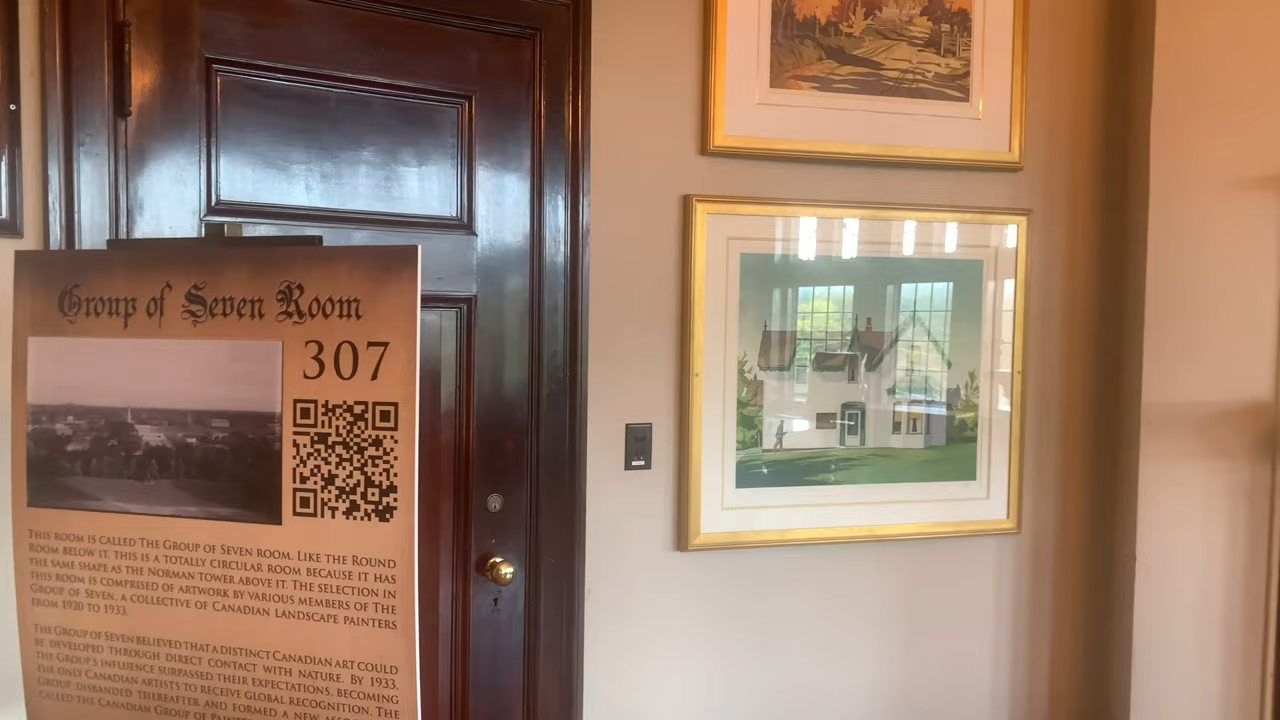 Group of Seven Room
307
THIS ROOM IS CALLED THE GROUP OF SEVEN ROOM. LIKE THE ROUND
ROOM BELOW IT, THIS IS A TOTALLY CIRCULAR ROOM BECAUSE IT HAS
THE SAME SHAPE AS THE NORMAN TOWER ABOVE IT. THE SELECTION IN
THIS ROOM IS COMPRISED OF ARTWORK BY VARIOUS MEMBERS OF THE
GROUP OF SEVEN, A COLLECTIVE OF CANADIAN LANDSCAPE PAINTERS
FROM 1920 TO 1933.
THE GROUP OF SEVEN BELIEVED THAT A DISTINCT CANADIAN ART COULD
BE DEVELOPED THROUGH DIRECT CONTACT WITH NATURE. BY 1933,
THE GROUP'S INFLUENCE SURPASSED THEIR EXPECTATIONS, BECOMING
THE ONLY CANADIAN ARTISTS TO RECEIVE GLOBAL RECOGNITION. THE
GROUP DISBANDED THEREAFTER AND FORMED A NEW
CALLED THE CANADIAN GROUP OF